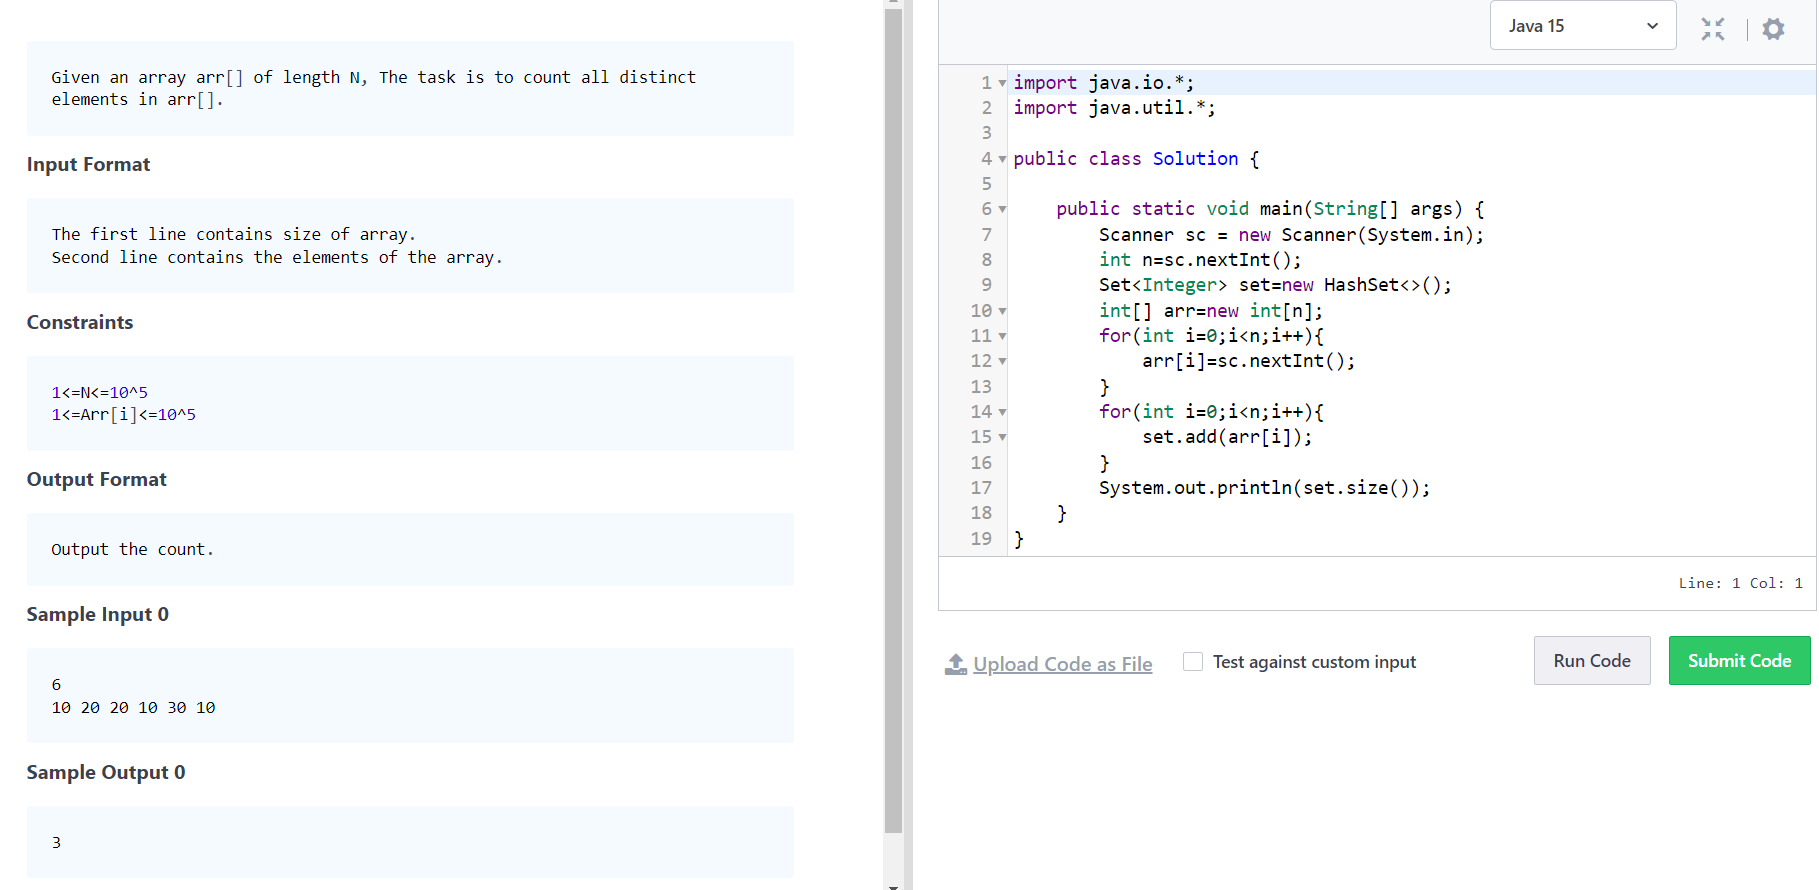 Given an array arr[] of length N, The task is to count all distinct
elements in arr[].
Input Format
The first line contains size of array.
Second line contains the elements of the array.
Constraints
1<=N<=10^5
1<=Arr[i]<=10^5
Output Format
Output the count.
Sample Input 0
6
10 20 20 10 30 10
Sample Output 0
3
Java 15
1 import java.io.*;
2 import java.util.*;
3
4 public class Solution {
5
6     public static void main(String[] args) {
7         Scanner sc = new Scanner(System.in);
8         int n=sc.nextInt();
9         Set<Integer> set=new HashSet<>();
10         int[] arr=new int[n];
11         for(int i=0;i<n;i++){
12             arr[i]=sc.nextInt();
13         }
14         for(int i=0;i<n;i++){
15             set.add(arr[i]);
16         }
17         System.out.println(set.size());
18     }
19 }
Line: 1 Col: 1
Upload Code as File
Test against custom input
Run Code
Submit Code